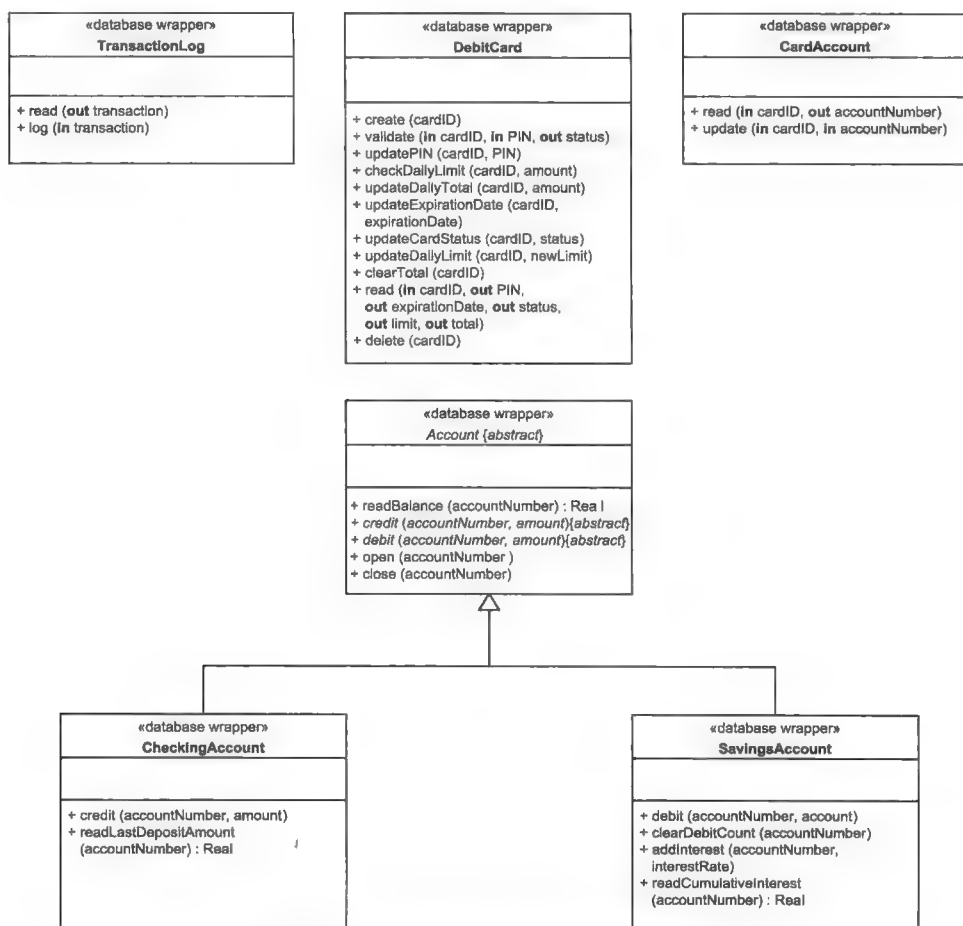 «database wrapper»
TransactionLog
+ read (out transaction)
+ log (in transaction)
«database wrapper»
DebitCard
+ create (cardID)
+ validate (in cardID, in PIN, out status)
+ updatePIN (cardID, PIN)
+ checkDailyLimit (cardID, amount)
+ updateDailyTotal (cardID, amount)
+ updateExpirationDate (cardID,
expirationDate)
+ updateCardStatus (cardID, status)
+ updateDailyLimit (cardID, newLimit)
+ clearTotal (cardID)
+ read (in cardID, out PIN,
out expirationDate, out status,
out limit, out total)
+ delete (cardID)
«database wrapper»
CardAccount
+ read (in cardID, out accountNumber)
+ update (in cardID, in accountNumber)
«database wrapper»
Account {abstract}
+ readBalance (accountNumber) : Rea l
+ credit (accountNumber, amount){abstract}
+ debit (accountNumber, amount){abstract}
+ open (accountNumber )
+ close (accountNumber)
«database wrapper»
CheckingAccount
+ credit (accountNumber, amount)
+ readLastDepositAmount
(accountNumber) : Real
«database wrapper»
SavingsAccount
+ debit (accountNumber, account)
+ clearDebitCount (accountNumber)
+ addInterest (accountNumber,
interestRate)
+ readCumulativeInterest
(accountNumber) : Real